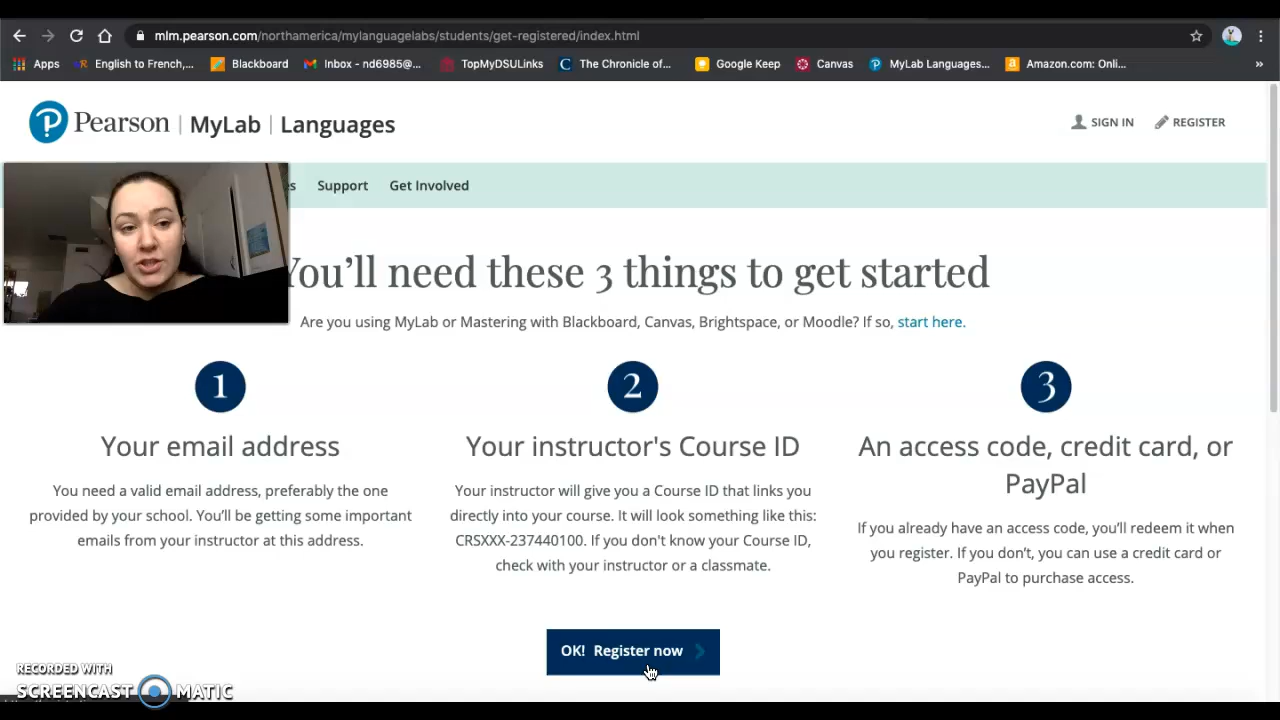 mlm.pearson.com/northamerica/mylanguagelabs/students/get-registered/index.html
Apps English to French,... Blackboard Inbox - nd6985@... TopMyDSULinks The Chronicle of... Google Keep Canvas MyLab Languages... Amazon.com: Onli... »
Pearson | MyLab | Languages
SIGN IN REGISTER
Support Get Involved
You'll need these 3 things to get started
Are you using MyLab or Mastering with Blackboard, Canvas, Brightspace, or Moodle? If so, start here.
1
Your email address
You need a valid email address, preferably the one
provided by your school. You'll be getting some important
emails from your instructor at this address.
2
Your instructor's Course ID
Your instructor will give you a Course ID that links you
directly into your course. It will look something like this:
CRSXXX-237440100. If you don't know your Course ID,
check with your instructor or a classmate.
3
An access code, credit card, or
PayPal
If you already have an access code, you'll redeem it when
you register. If you don't, you can use a credit card or
PayPal to purchase access.
OK! Register now
RECORDED WITH
SCREENCAST MATIC